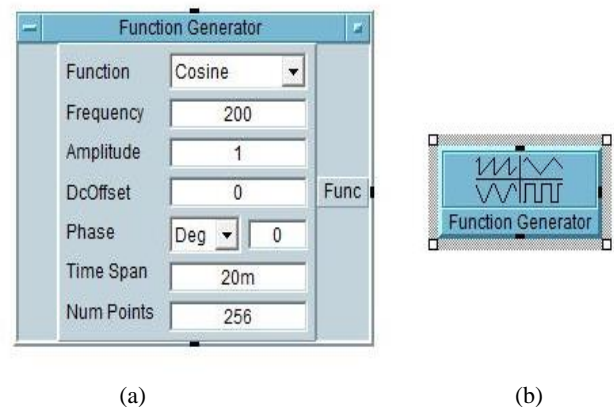 Function Generator
Function Cosine
Frequency 200
Amplitude 1
DcOffset 0
Func
Phase Deg 0
Time Span 20m
Num Points 256
Function Generator
(a) (b)